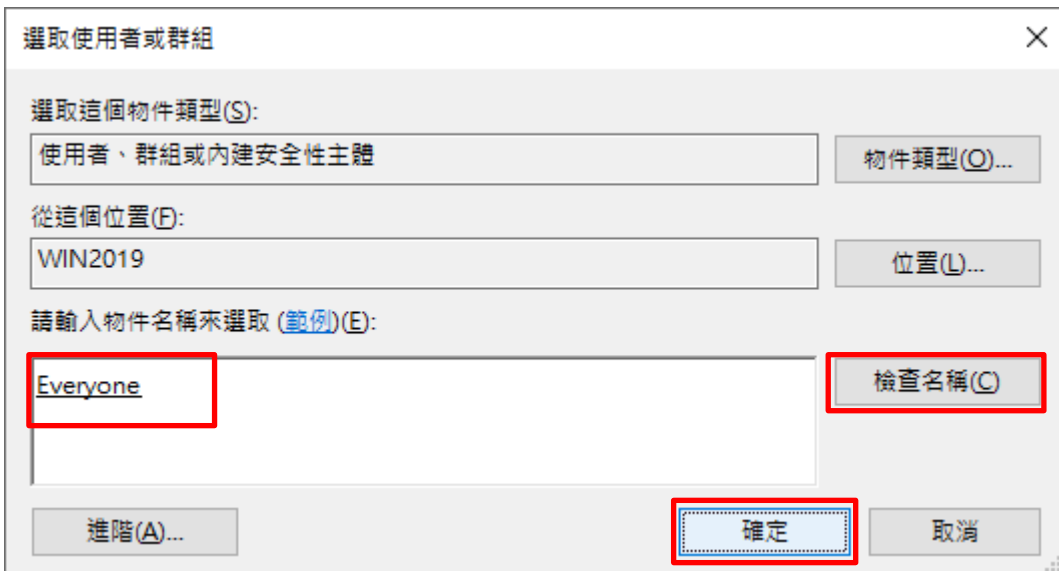 選取使用者或群組
選取這個物件類型(S):
使用者、群組或內建安全性主體
物件類型(O)...
從這個位置(F):
WIN2019
位置(L)...
請輸入物件名稱來選取 (範例)(E):
Everyone
檢查名稱(C)
進階(A)...
確定
取消